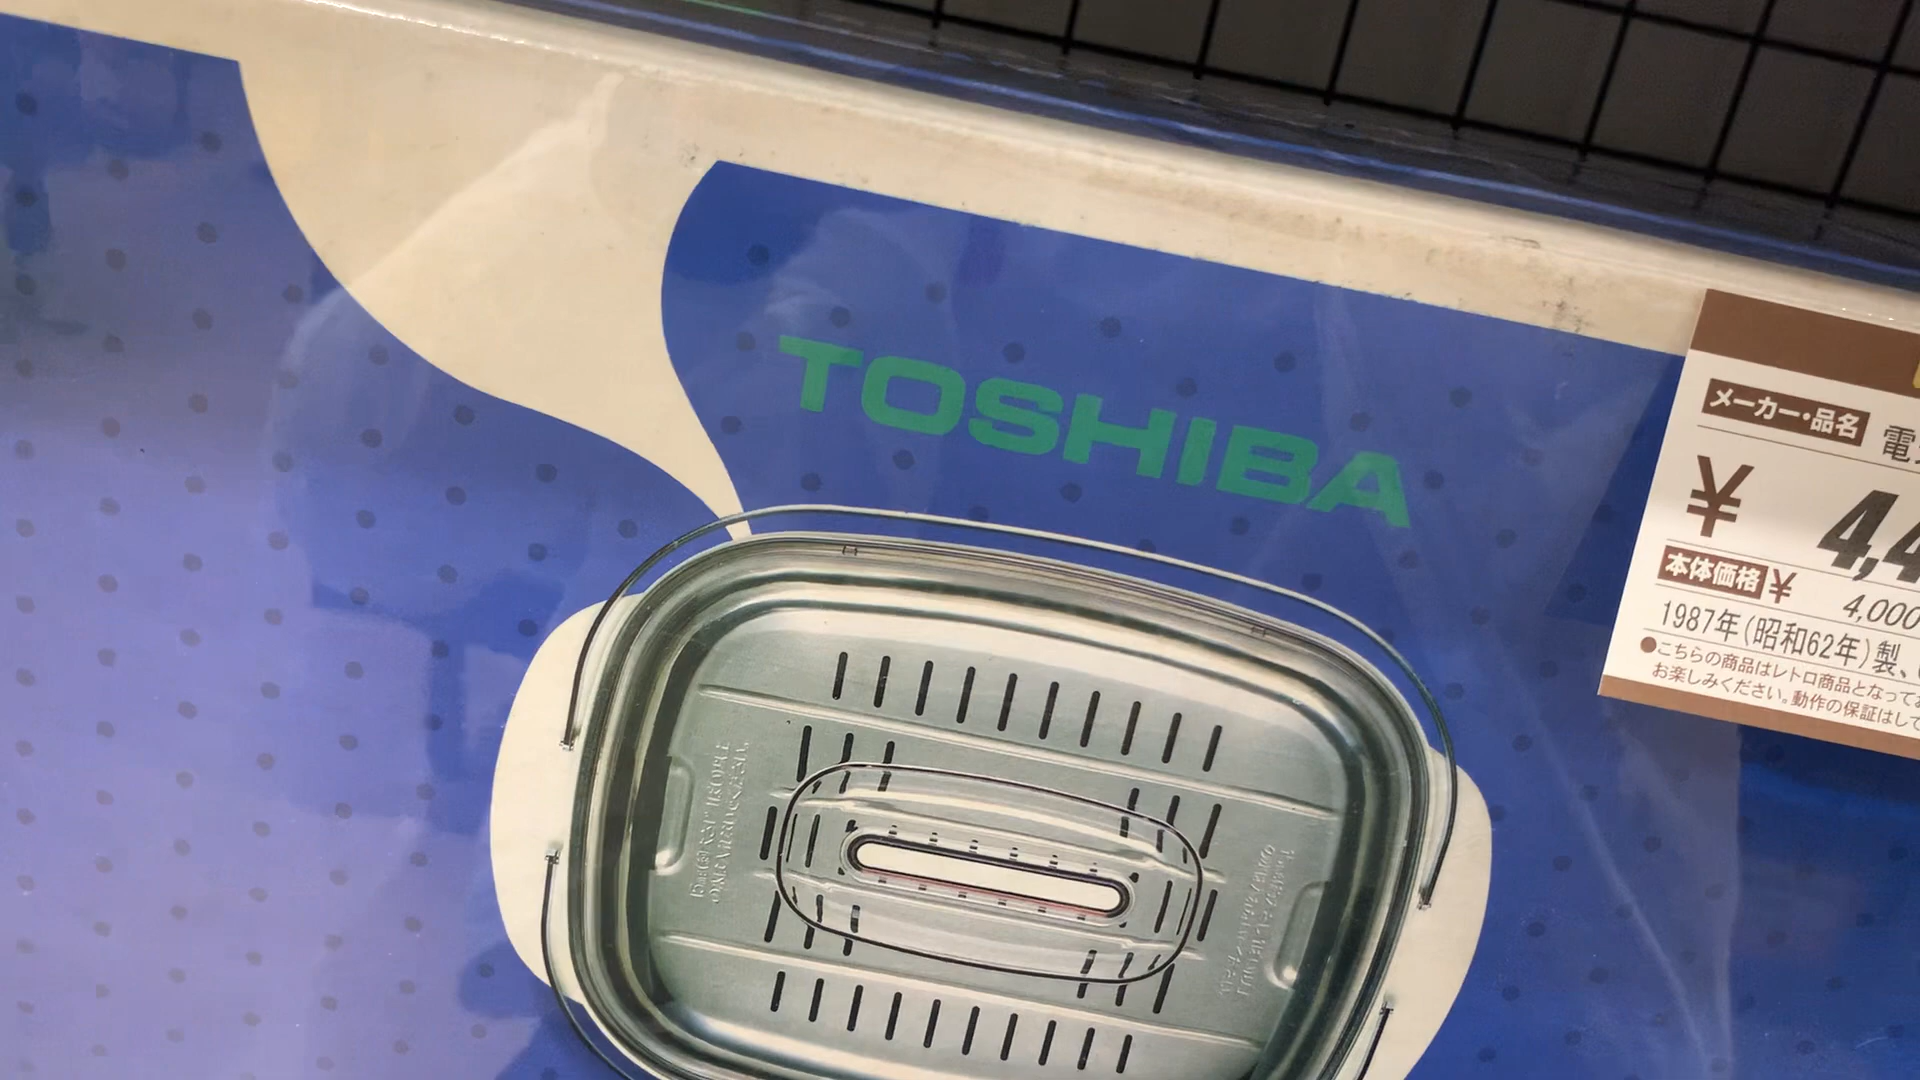 TOSHIBA
メーカー・品名 電
¥ 4,4
本体価格 ¥ 4,000
1987年(昭和62年)製、
●こちらの商品はレトロ商品となってお
お楽しみください。動作の保証はして